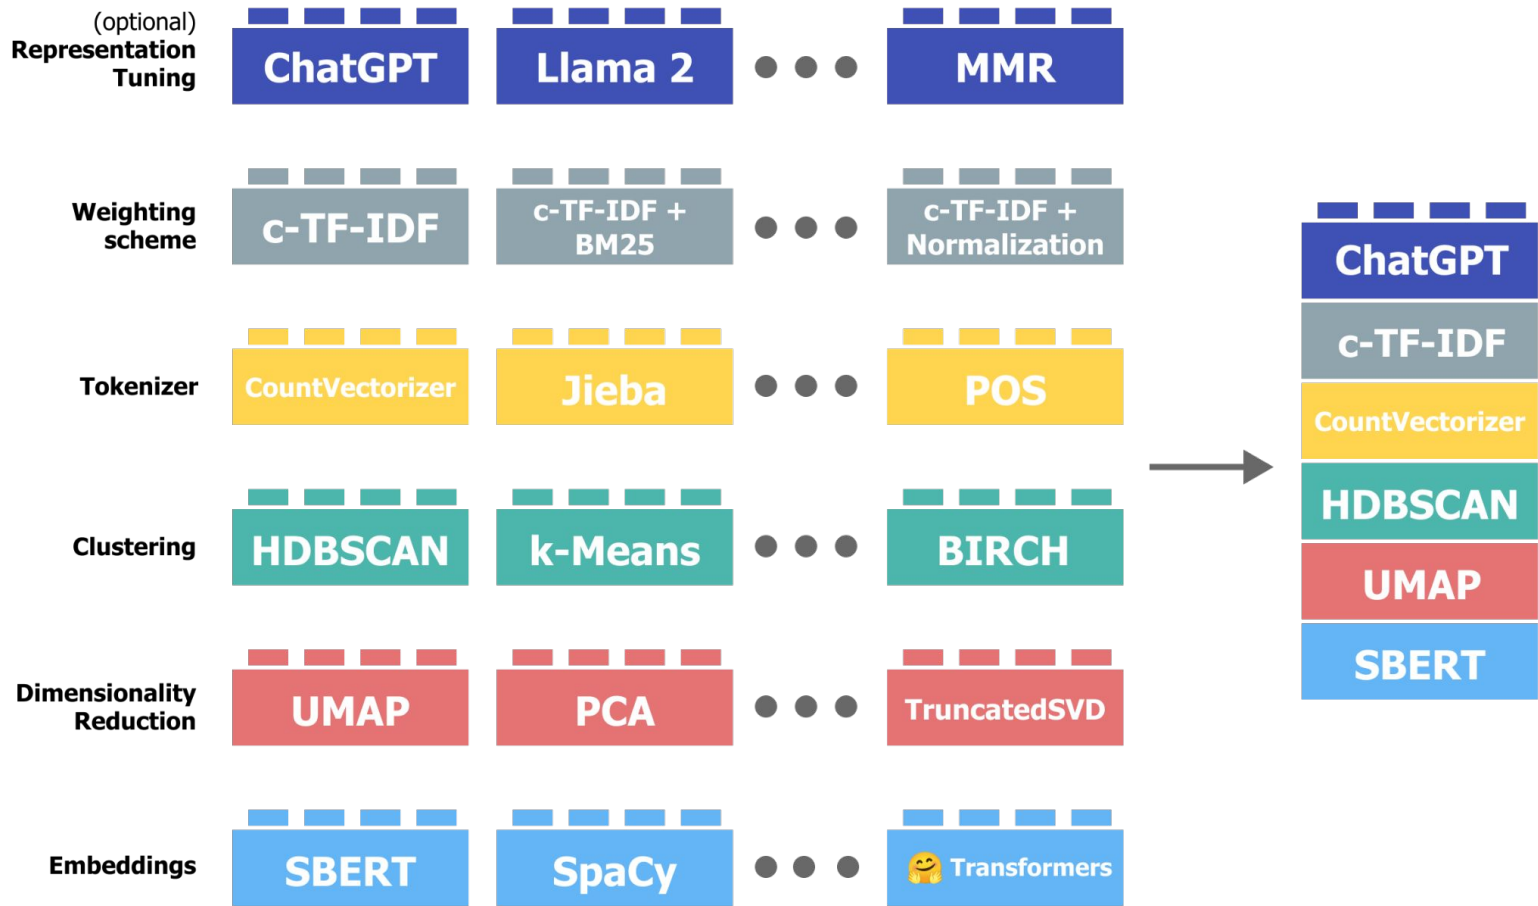 (optional)
Representation
Tuning
ChatGPT
Llama 2
MMR
Weighting
scheme
c-TF-IDF
c-TF-IDF +
BM25
c-TF-IDF +
Normalization
Tokenizer
CountVectorizer
Jieba
POS
Clustering
HDBSCAN
k-Means
BIRCH
Dimensionality
Reduction
UMAP
PCA
TruncatedSVD
Embeddings
SBERT
SpaCy
🤗 Transformers
ChatGPT
c-TF-IDF
CountVectorizer
HDBSCAN
UMAP
SBERT